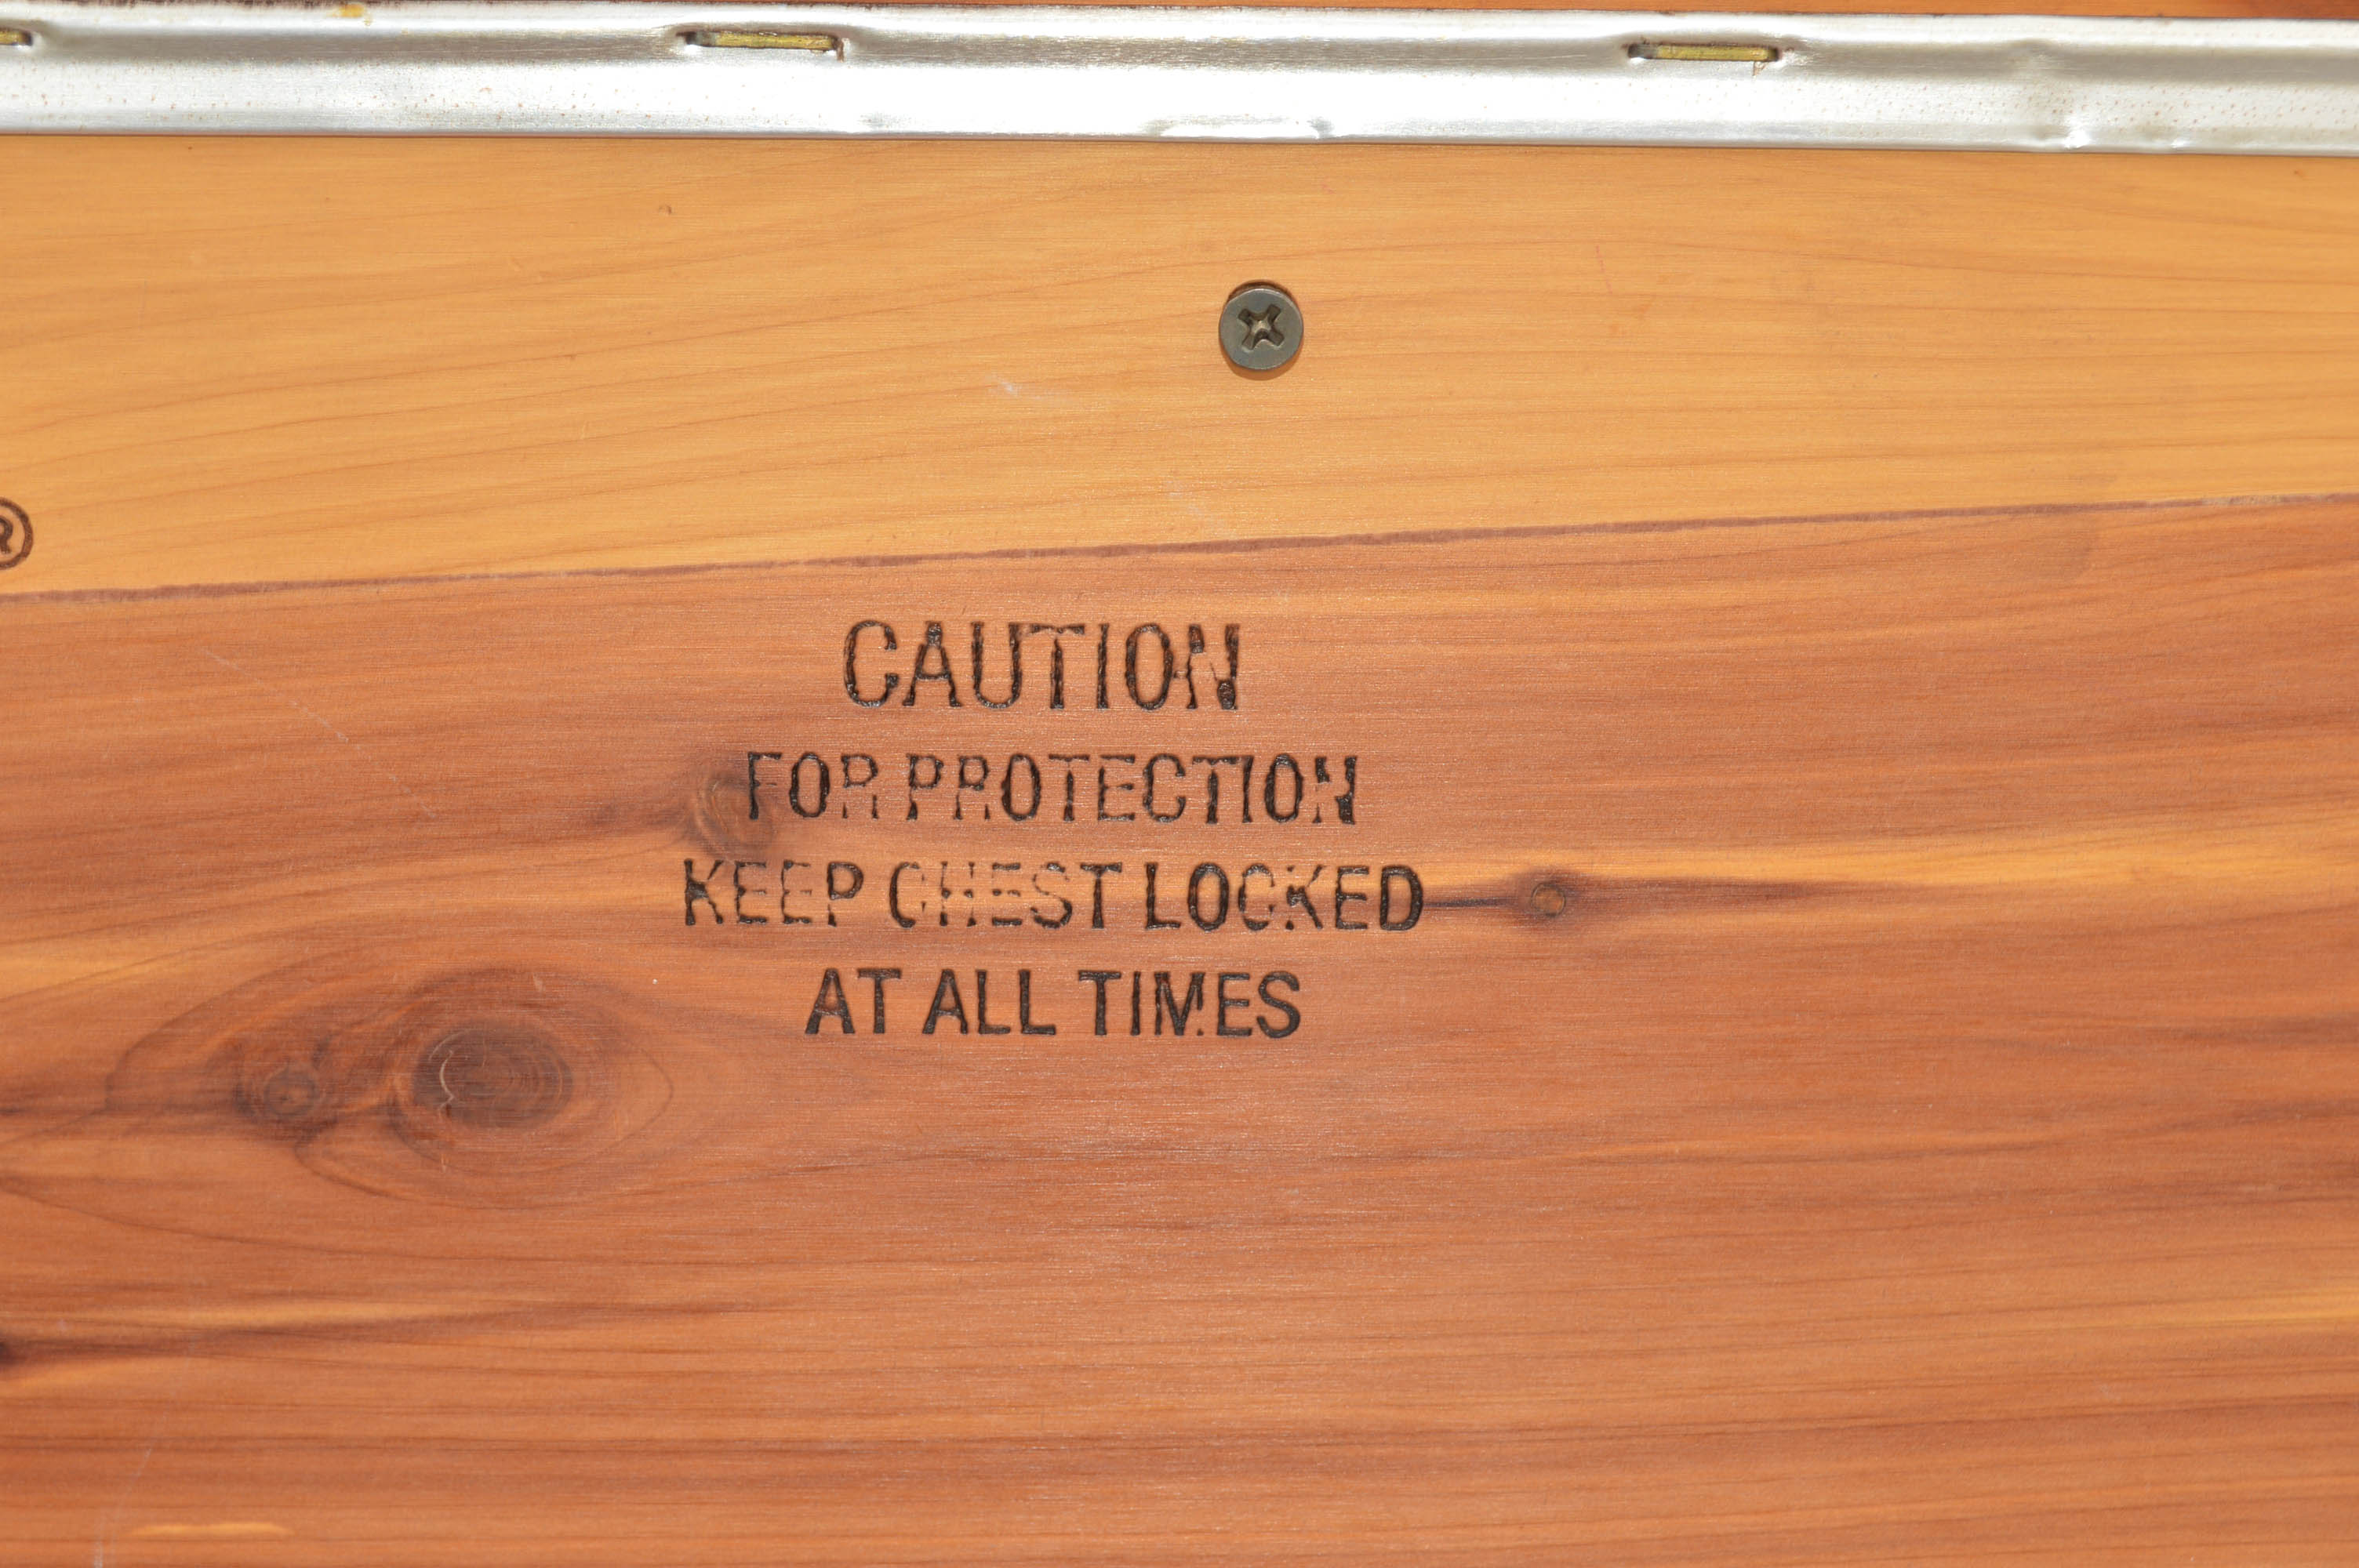 ®
CAUTION
FOR PROTECTION
KEEP CHEST LOCKED
AT ALL TIMES